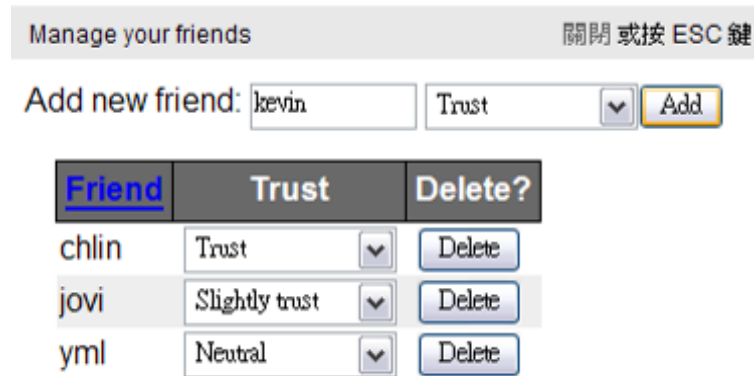 Manage your friends 關閉 或按 ESC 鍵
Add new friend: kevin Trust Add
Friend Trust Delete?
chlin Trust Delete
jovi Slightly trust Delete
yml Neutral Delete